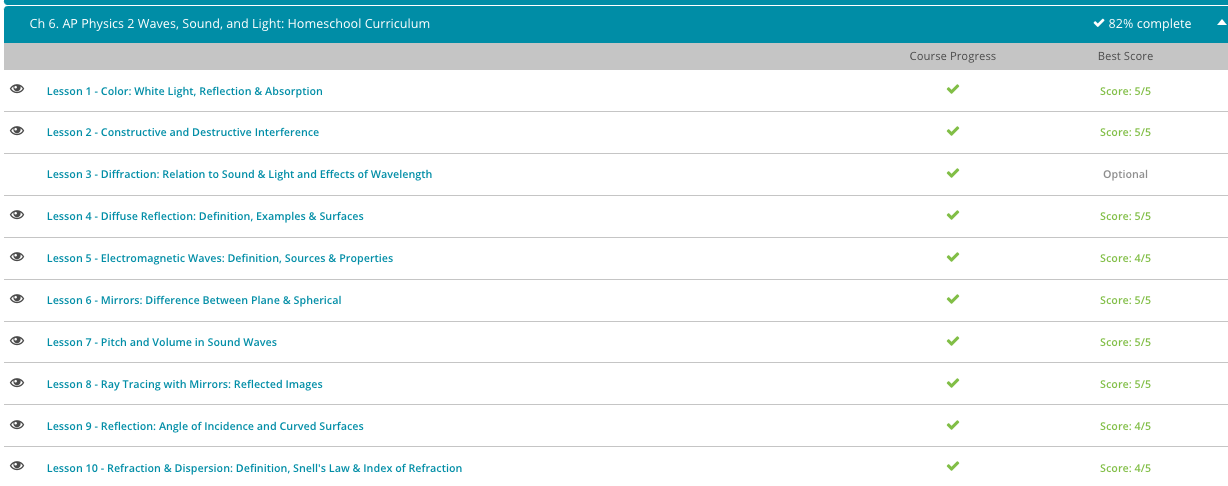 Ch 6. AP Physics 2 Waves, Sound, and Light: Homeschool Curriculum 82% complete
Course Progress Best Score
Lesson 1 - Color: White Light, Reflection & Absorption Score: 5/5
Lesson 2 - Constructive and Destructive Interference Score: 5/5
Lesson 3 - Diffraction: Relation to Sound & Light and Effects of Wavelength Optional
Lesson 4 - Diffuse Reflection: Definition, Examples & Surfaces Score: 5/5
Lesson 5 - Electromagnetic Waves: Definition, Sources & Properties Score: 4/5
Lesson 6 - Mirrors: Difference Between Plane & Spherical Score: 5/5
Lesson 7 - Pitch and Volume in Sound Waves Score: 5/5
Lesson 8 - Ray Tracing with Mirrors: Reflected Images Score: 5/5
Lesson 9 - Reflection: Angle of Incidence and Curved Surfaces Score: 4/5
Lesson 10 - Refraction & Dispersion: Definition, Snell's Law & Index of Refraction Score: 4/5